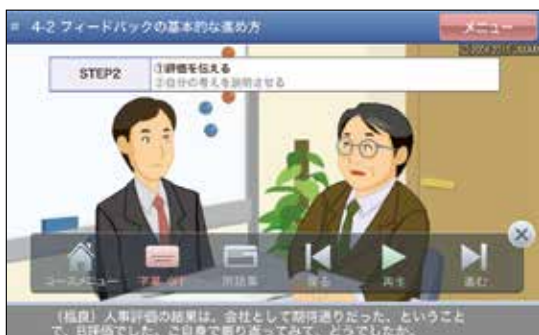 4-2 フィードバックの基本的な進め方
メニュー
STEP2
①評価を伝える
②自分の考えを説明させる
コースメニュー
用語集
戻る
再生
進む
人事評価の結果は、会社として期待通りだった、ということ
で、B評価でした。ご自身で振り返ってみて、どうでしたか。